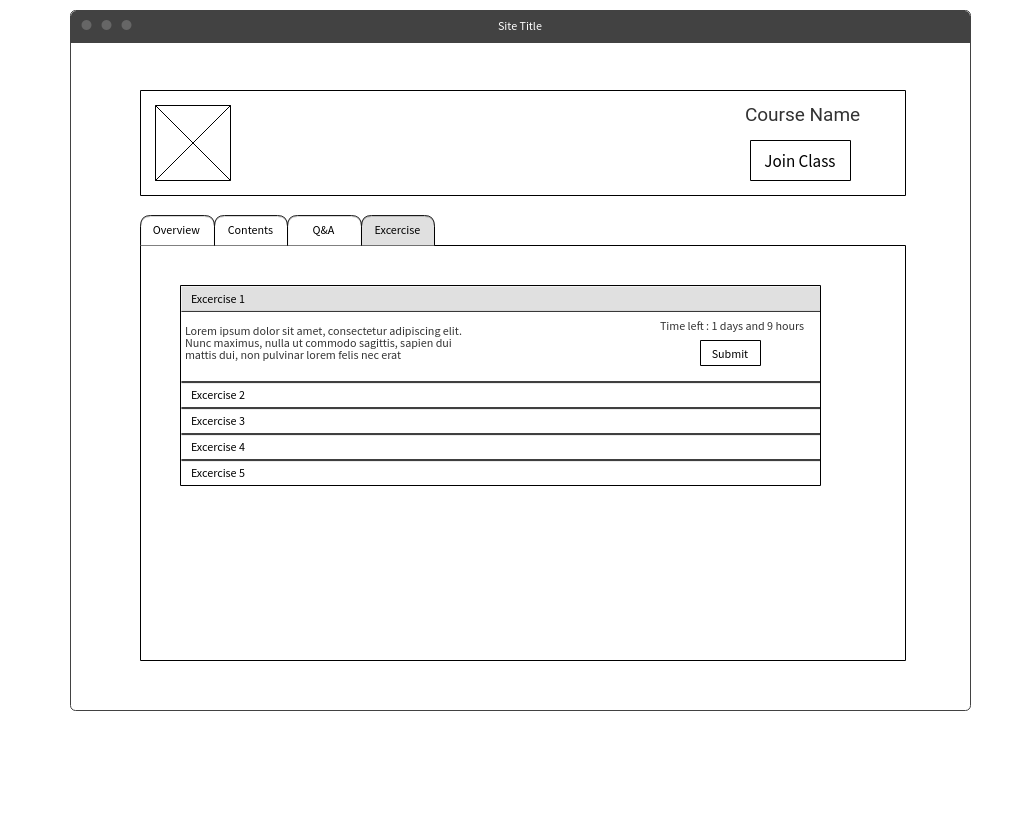 Site Title
Course Name
Join Class
Overview
Contents
Q&A
Excercise
Excercise 1
Lorem ipsum dolor sit amet, consectetur adipiscing elit.
Nunc maximus, nulla ut commodo sagittis, sapien dui
mattis dui, non pulvinar lorem felis nec erat
Time left : 1 days and 9 hours
Submit
Excercise 2
Excercise 3
Excercise 4
Excercise 5